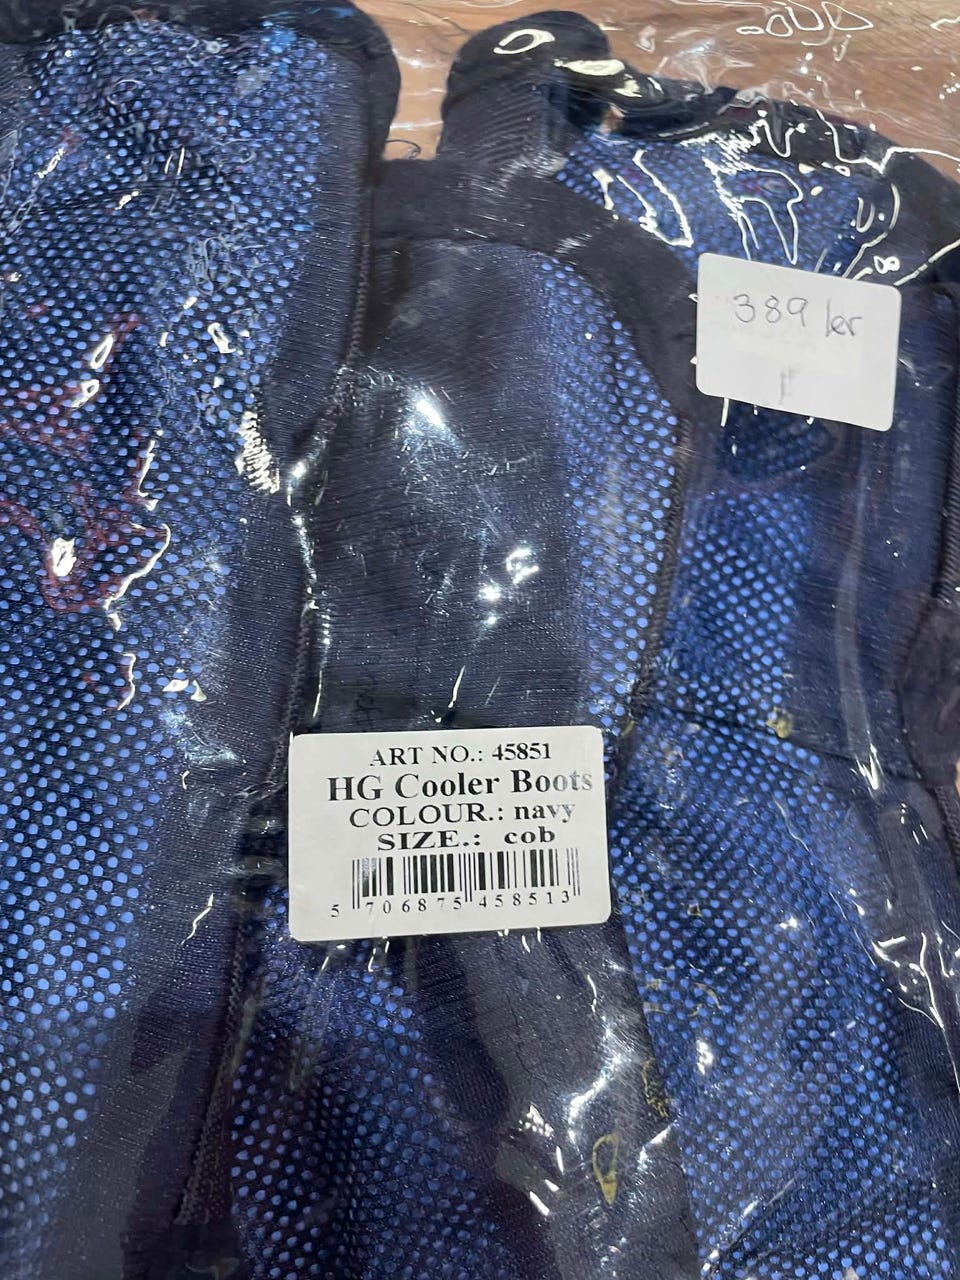 389 kr
ART NO.: 45851
HG Cooler Boots
COLOUR.: navy
SIZE.: cob
5 706875 458513